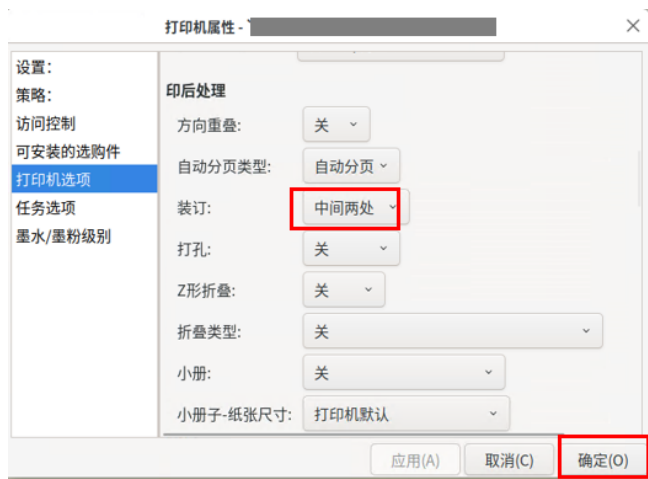 打印机属性 - `
设置：
策略：
访问控制
可安装的选购件
打印机选项
任务选项
墨水/墨粉级别
印后处理
方向重叠: 关
自动分页类型: 自动分页
装订: 中间两处
打孔: 关
Z形折叠: 关
折叠类型: 关
小册: 关
小册子-纸张尺寸: 打印机默认
应用(A) 取消(C) 确定(O)